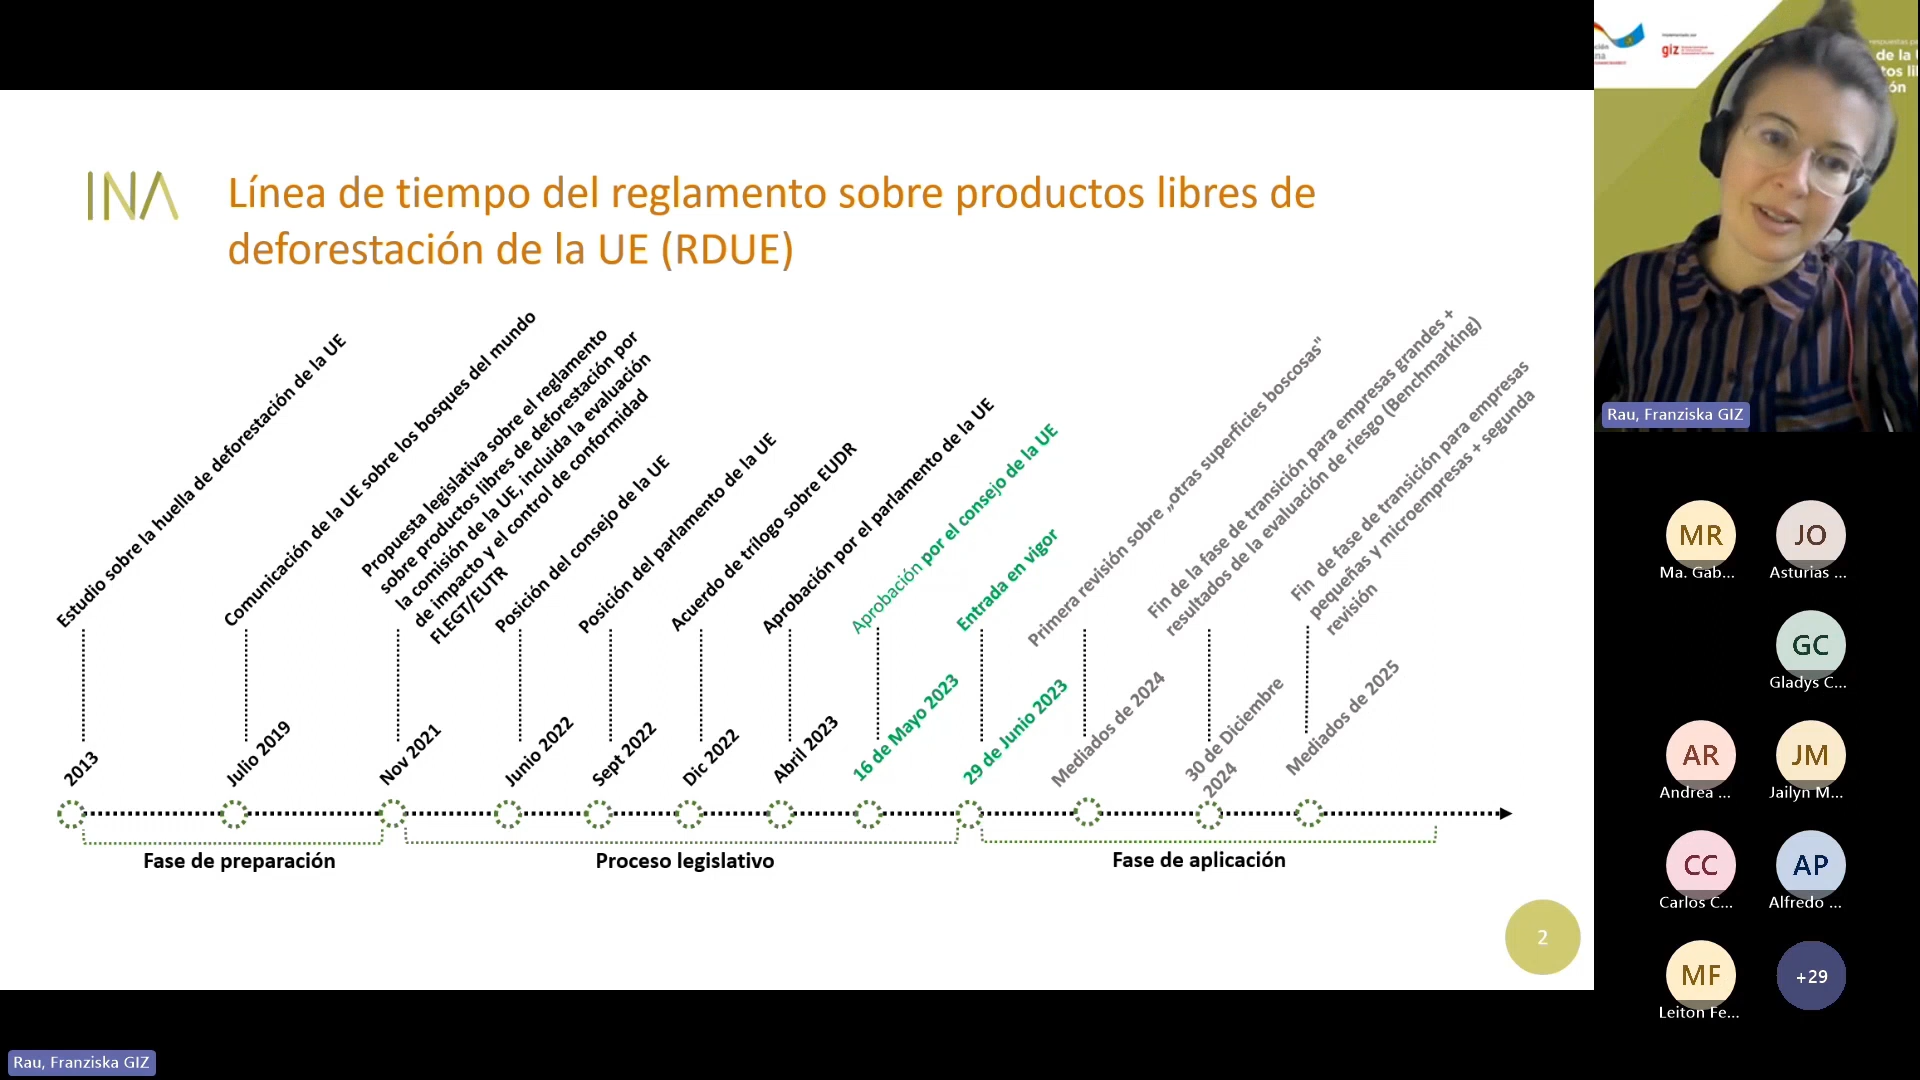 INA
Línea de tiempo del reglamento sobre productos libres de
deforestación de la UE (RDUE)
Estudio sobre la huella de deforestación de la UE
Comunicación de la UE sobre los bosques del mundo
Propuesta legislativa sobre el reglamento
sobre productos libres de deforestación por
la comisión de la UE, incluida la evaluación
de impacto y el control de conformidad
FLEGT/EUTR
Posición del consejo de la UE
Posición del parlamento de la UE
Acuerdo de trílogo sobre EUDR
Aprobación por el parlamento de la UE
Aprobación por el consejo de la UE
Entrada en vigor
Primera revisión sobre „otras superficies boscosas"
Fin de la fase de transición para empresas grandes +
resultados de la evaluación de riesgo (Benchmarking)
Fin de fase de transición para empresas
pequeñas y microempresas + segunda
revisión
2013
Julio 2019
Nov 2021
Junio 2022
Sept 2022
Dic 2022
Abril 2023
16 de Mayo 2023
29 de Junio 2023
Mediados de 2024
30 de Diciembre
2024
Mediados de 2025
Fase de preparación
Proceso legislativo
Fase de aplicación
2
giz
de la
Rau, Franziska GIZ
MR
Ma. Gab...
JO
Asturias ...
GC
Gladys C...
AR
Andrea ...
JM
Jailyn M...
CC
Carlos C...
AP
Alfredo ...
MF
Leiton Fe...
+29
Rau, Franziska GIZ